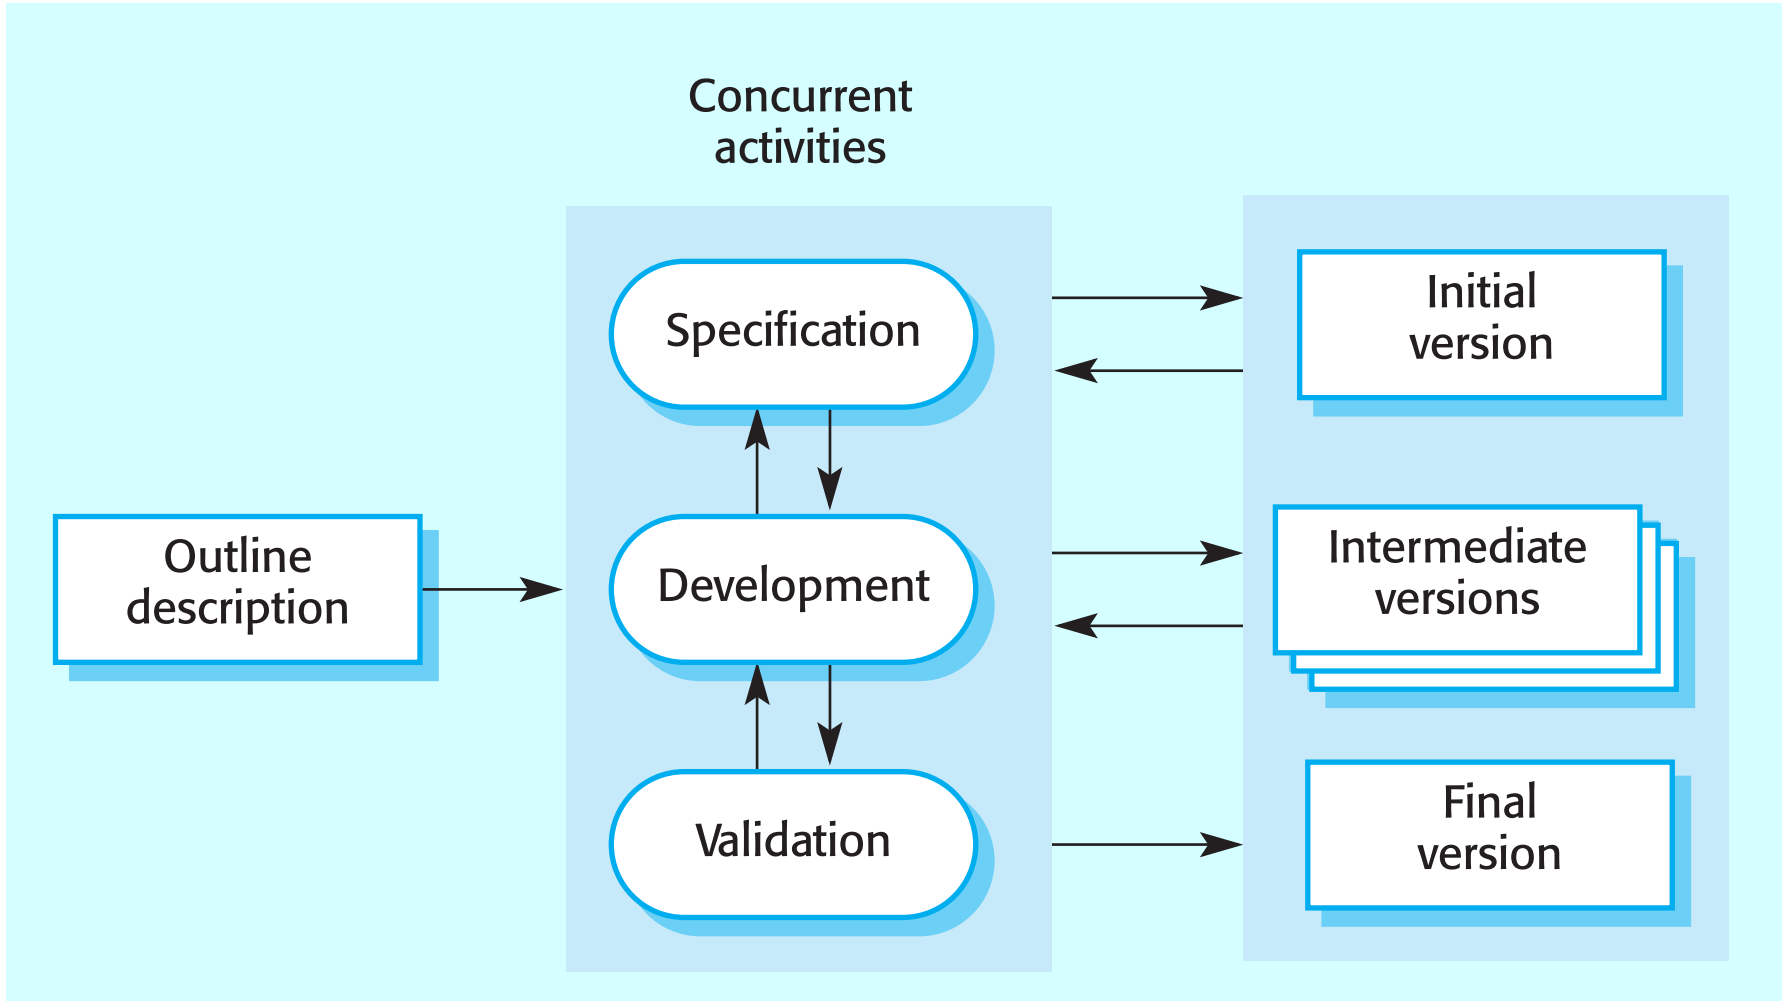 Concurrent
activities
Outline
description
Specification
Development
Validation
Initial
version
Intermediate
versions
Final
version